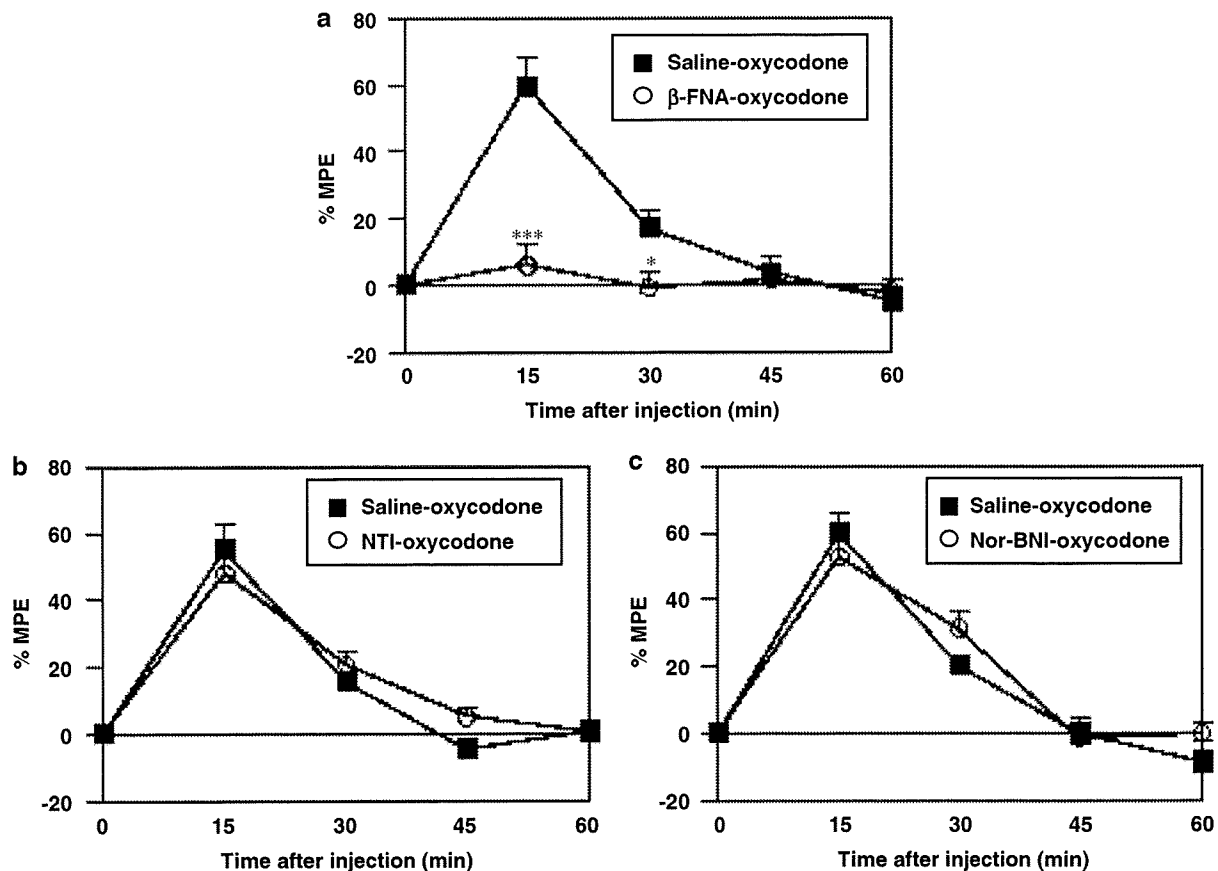 a
80
60
40
20
0
-20
% MPE
Saline-oxycodone
β-FNA-oxycodone
***
*
0 15 30 45 60
Time after injection (min)
b
80
60
40
20
0
-20
% MPE
Saline-oxycodone
NTI-oxycodone
0 15 30 45 60
Time after injection (min)
c
80
60
40
20
0
-20
% MPE
Saline-oxycodone
Nor-BNI-oxycodone
0 15 30 45 60
Time after injection (min)